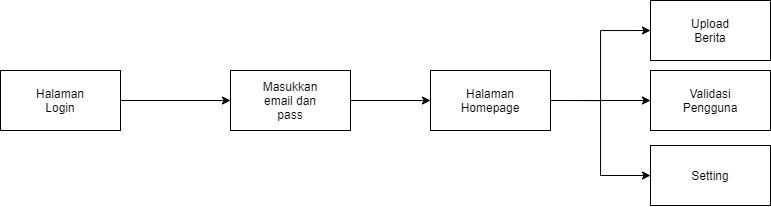 Halaman
Login
Masukkan
email dan
pass
Halaman
Homepage
Upload
Berita
Validasi
Pengguna
Setting